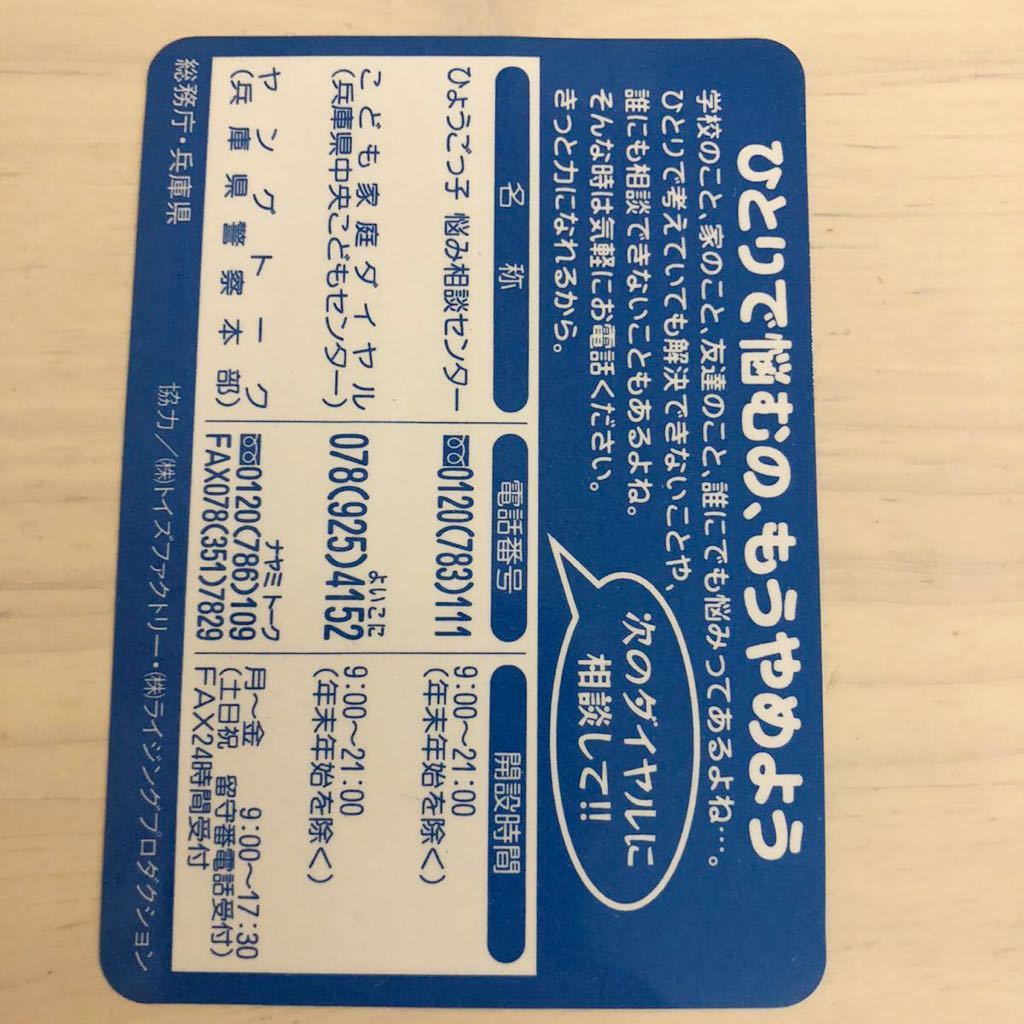 ひとりで悩むの、もうやめよう
学校のこと、家のこと、友達のこと、誰にでも悩みってあるよね…。
ひとりで考えていても解決できないことや、
誰にも相談できないこともあるよね。
そんな時は気軽にお電話ください。
きっと力になれるから。
次のダイヤルに
相談して!!
名称 電話番号 開設時間
ひょうごっ子 悩み相談センター ☎0120(783)111 9:00〜21:00
(年末年始を除く)
よいこに
こども家庭ダイヤル 078(925)4152 9:00〜21:00
(兵庫県中央こどもセンター) (年末年始を除く)
ナヤミトーク
ヤングトーク ☎0120(786)109 月〜金 9:00〜17:30
(兵庫県警察本部) FAX078(351)7829 (土日祝 留守番電話受付)
FAX24時間受付
総務庁・兵庫県
協力/(株)トイズファクトリー・(株)ライジングプロダクション